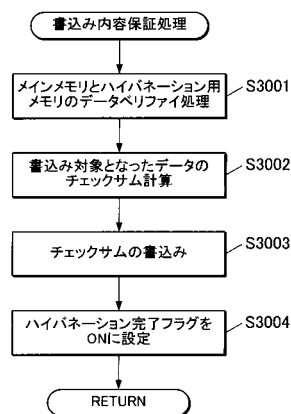 書込み内容保証処理
メインメモリとハイバネーション用
メモリのデータベリファイ処理
S3001
書込み対象となったデータの
チェックサム計算
S3002
チェックサムの書込み
S3003
ハイバネーション完了フラグを
ONに設定
S3004
RETURN